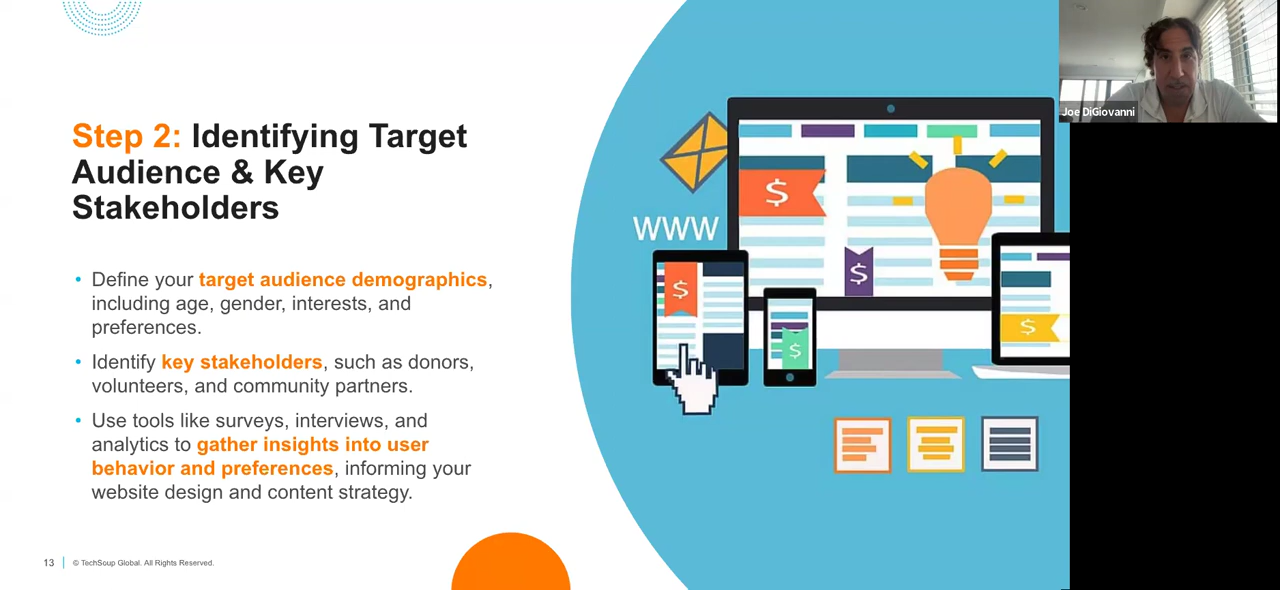 Step 2: Identifying Target
Audience & Key
Stakeholders
• Define your target audience demographics,
including age, gender, interests, and
preferences.
• Identify key stakeholders, such as donors,
volunteers, and community partners.
• Use tools like surveys, interviews, and
analytics to gather insights into user
behavior and preferences, informing your
website design and content strategy.
13 | © TechSoup Global. All Rights Reserved.
WWW
$
$
$
$
$
Joe DiGiovanni